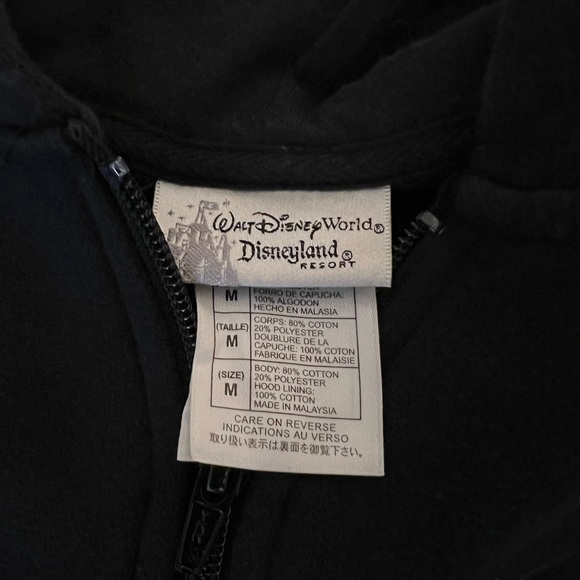 Walt Disney World®
Disneyland®
RESORT
M
FORRO DE CAPUCHA:
100% ALGODON
HECHO EN MALASIA
(TAILLE)
M
CORPS: 80% COTON
20% POLYESTER
DOUBLURE DE LA
CAPUCHE: 100% COTON
FABRIQUE EN MALAISIE
(SIZE)
M
BODY: 80% COTTON
20% POLYESTER
HOOD LINING:
100% COTTON
MADE IN MALAYSIA
CARE ON REVERSE
INDICATIONS AU VERSO
取り扱い表示は裏面を御覧下さい。